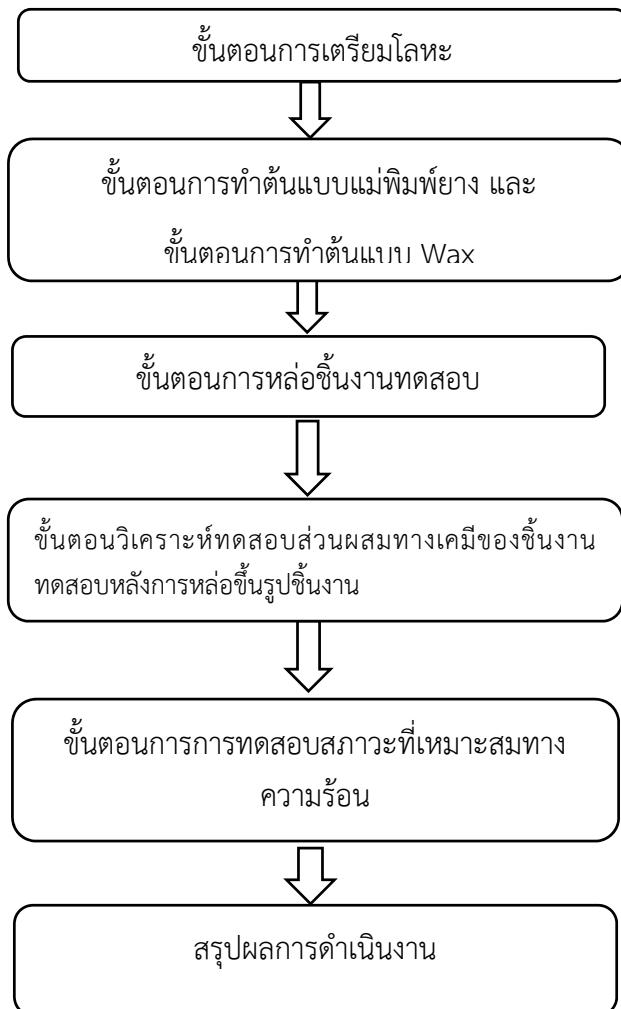 ขั้นตอนการเตรียมโลหะ
ขั้นตอนการทำต้นแบบแม่พิมพ์ยาง และ
ขั้นตอนการทำต้นแบบ Wax
ขั้นตอนการหล่อชิ้นงานทดสอบ
ขั้นตอนวิเคราะห์ทดสอบส่วนผสมทางเคมีของชิ้นงาน
ทดสอบหลังการหล่อขึ้นรูปชิ้นงาน
ขั้นตอนการการทดสอบสภาวะที่เหมาะสมทาง
ความร้อน
สรุปผลการดำเนินงาน